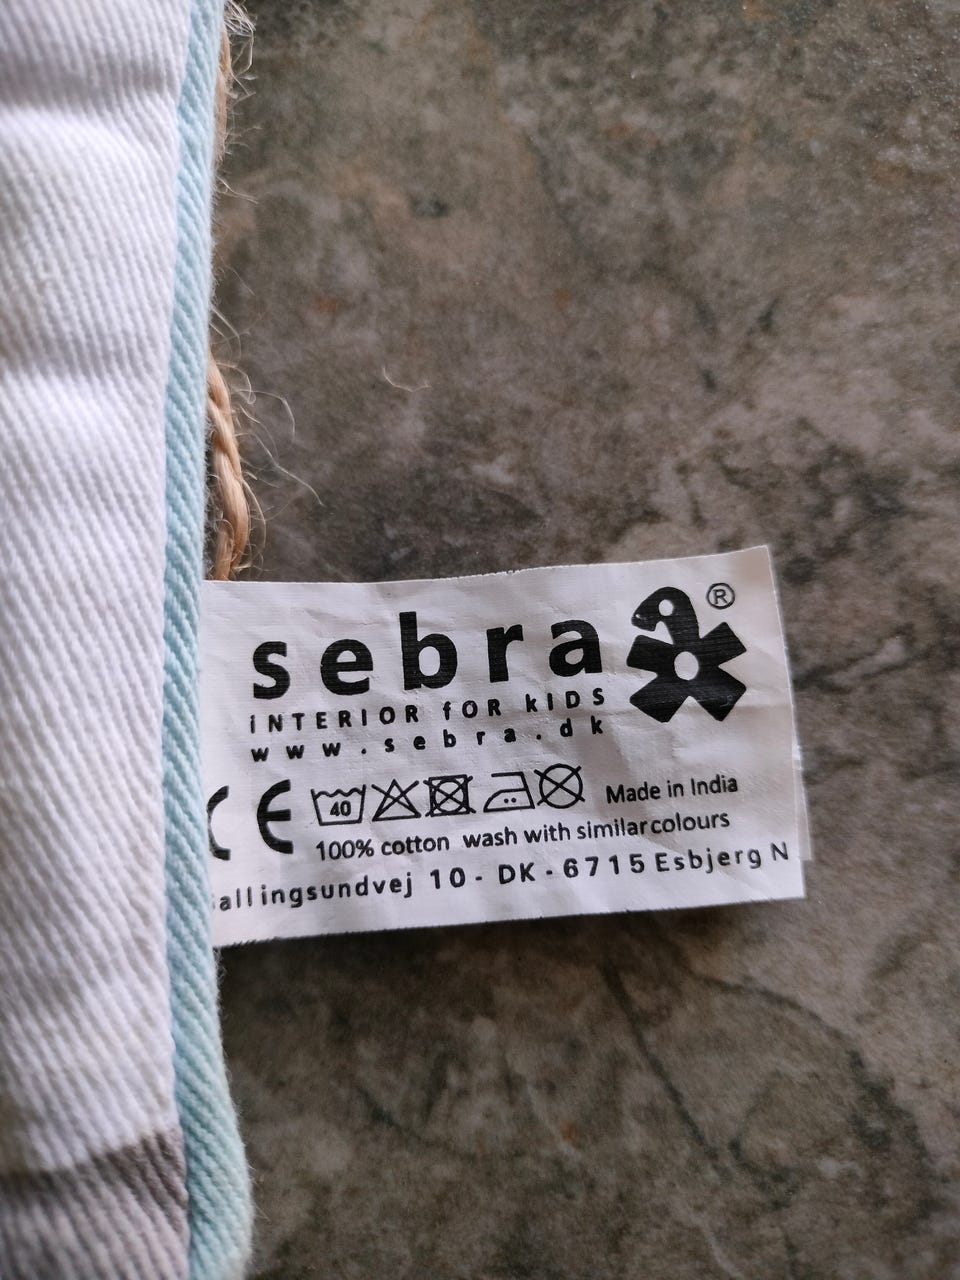 sebra ®
iNTERIOR fOR kIDS
www.sebra.dk
CE 40 Made in India
100% cotton wash with similar colours
allingsundvej 10 - DK - 6715 Esbjerg N